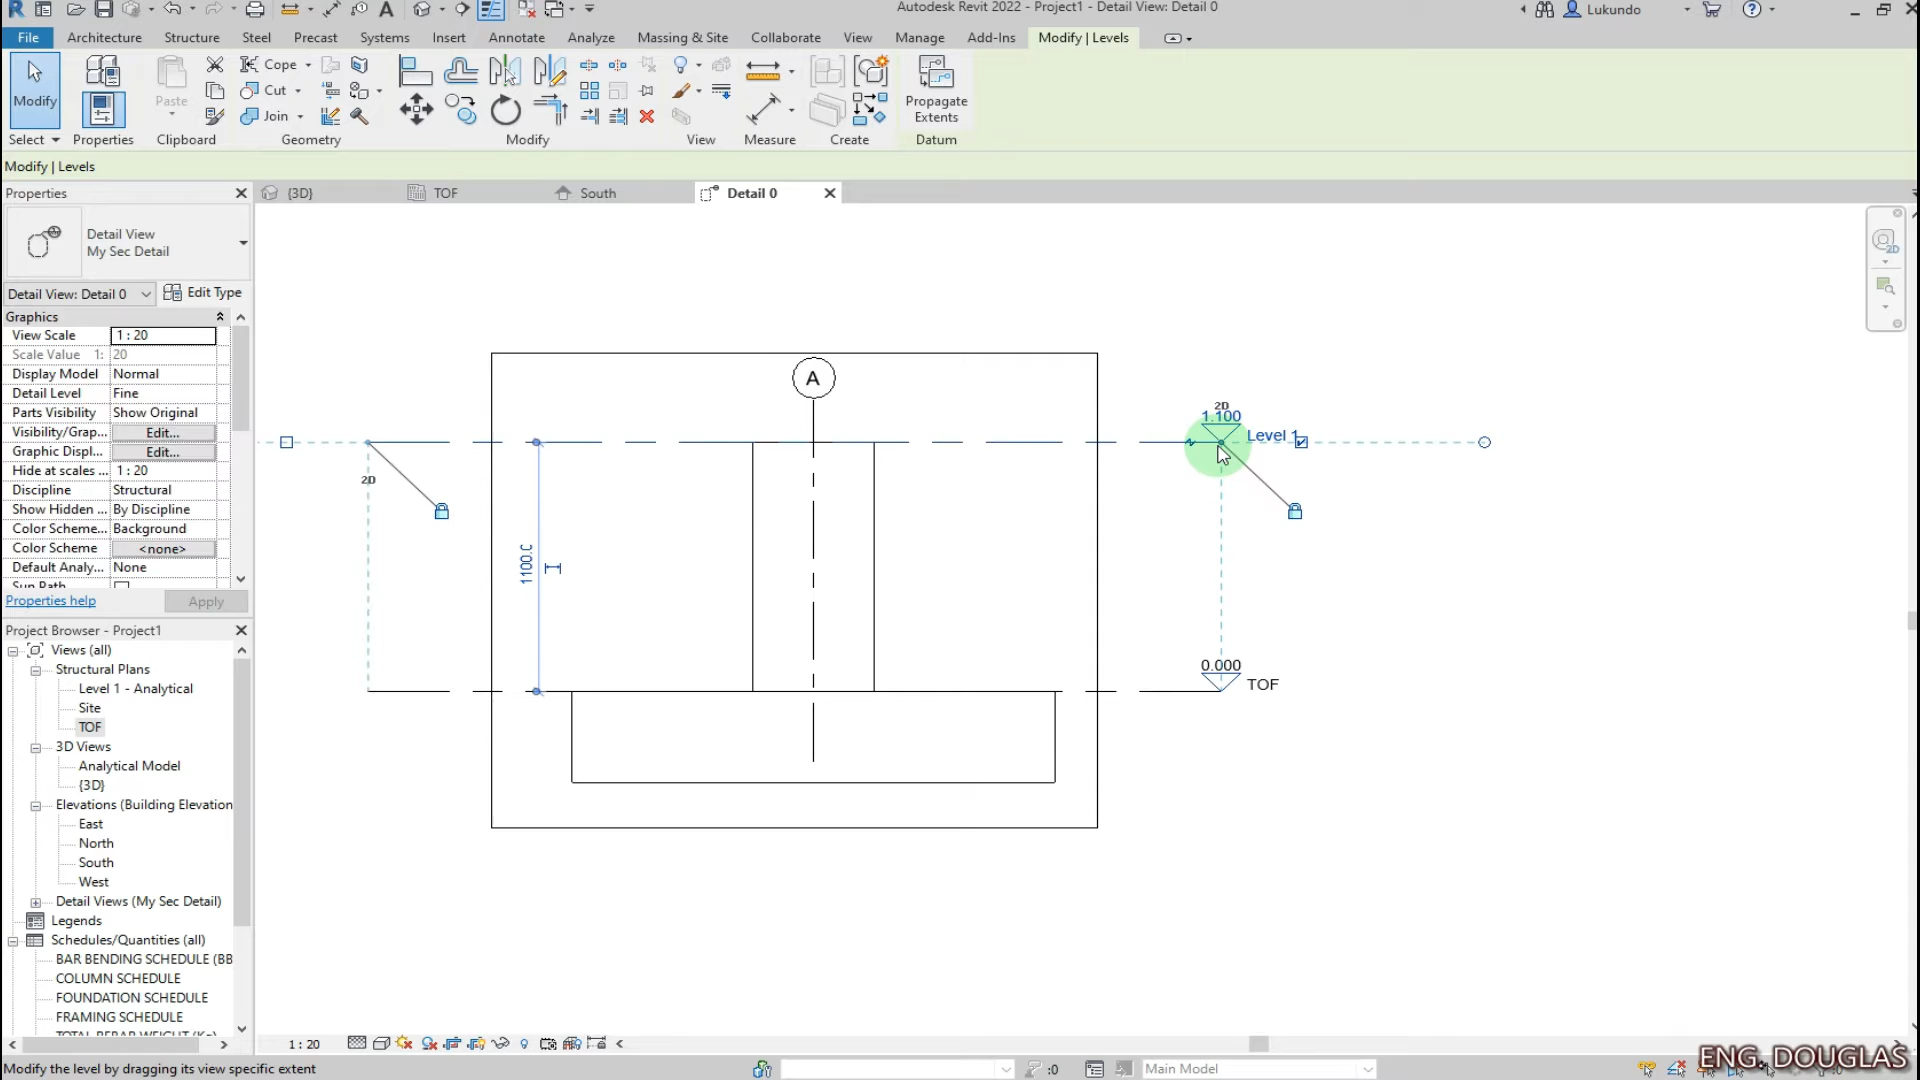 Autodesk Revit 2022 - Project1 - Detail View: Detail 0
Lukundo
File Architecture Structure Steel Precast Systems Insert Annotate Analyze Massing & Site Collaborate View Manage Add-Ins Modify | Levels
Modify
Paste
Cope
Cut
Join
Propagate
Extents
Select Properties Clipboard Geometry Modify View Measure Create Datum
Modify | Levels
Properties
{3D} TOF South Detail 0
Detail View
My Sec Detail
Detail View: Detail 0 Edit Type
Graphics
View Scale 1 : 20
Scale Value 1: 20
Display Model Normal
Detail Level Fine
Parts Visibility Show Original
Visibility/Grap... Edit...
Graphic Displ... Edit...
Hide at scales ... 1 : 20
Discipline Structural
Show Hidden ... By Discipline
Color Scheme... Background
Color Scheme <none>
Default Analy... None
Sun Path
Properties help Apply
Project Browser - Project1
Views (all)
Structural Plans
Level 1 - Analytical
Site
TOF
3D Views
Analytical Model
{3D}
Elevations (Building Elevation
East
North
South
West
Detail Views (My Sec Detail)
Legends
Schedules/Quantities (all)
BAR BENDING SCHEDULE (BB
COLUMN SCHEDULE
FOUNDATION SCHEDULE
FRAMING SCHEDULE
TOTAL REBAR WEIGHT (Kg)
A
2D
1.100
Level 1
2D
1100.0
0.000
TOF
2D
1 : 20
Modify the level by dragging its view specific extent
:0
Main Model
:0
ENG. DOUGLAS